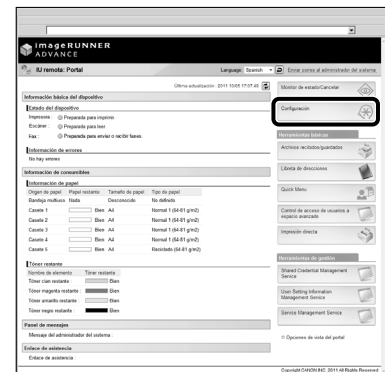 imageRUNNER
ADVANCE
IU remota: Portal
Language: Spanish
Enviar correo al administrador del sistema
Última actualización : 2011 10/05 17:07:45
Información básica del dispositivo
Estado del dispositivo
Impresora : Preparada para imprimir.
Escáner : Preparada para leer.
Fax : Preparada para enviar o recibir faxes.
Información de errores
No hay errores
Información de consumibles
Información de papel
Origen de papel Papel restante Tamaño de papel Tipo de papel
Bandeja multiuso Nada Desconocido No definido
Casete 1 Bien A4 Normal 1 (64-81 g/m2)
Casete 2 Bien A4 Normal 1 (64-81 g/m2)
Casete 3 Bien A4 Normal 1 (64-81 g/m2)
Casete 4 Bien A4 Normal 1 (64-81 g/m2)
Casete 5 Bien A4 Reciclado (64-81 g/m2)
Tóner restante
Nombre de elemento Tóner restante
Tóner cian restante : Bien
Tóner magenta restante : Bien
Tóner amarillo restante : Bien
Tóner negro restante : Bien
Panel de mensajes
Mensaje del administrador del sistema :
Enlace de asistencia
Enlace de asistencia :
Monitor de estado/Cancelar
Configuración
Herramientas básicas
Archivos recibidos/guardados
Libreta de direcciones
Quick Menu
Control de acceso de usuarios a espacio avanzado
Impresión directa
Herramientas de gestión
Shared Credential Management Service
User Setting Information Management Service
Service Management Service
Opciones de vista del portal
Copyright CANON INC. 2011 All Rights Reserved